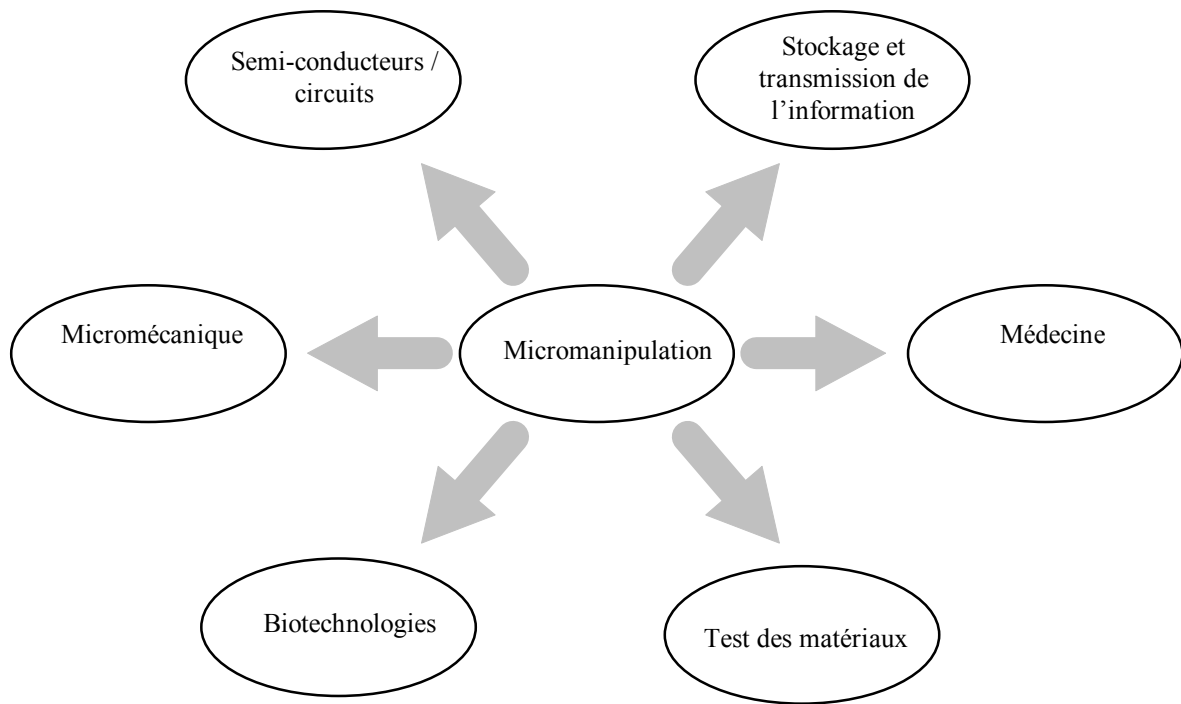 Semi-conducteurs /
circuits
Stockage et
transmission de
l’information
Micromécanique
Micromanipulation
Médecine
Biotechnologies
Test des matériaux